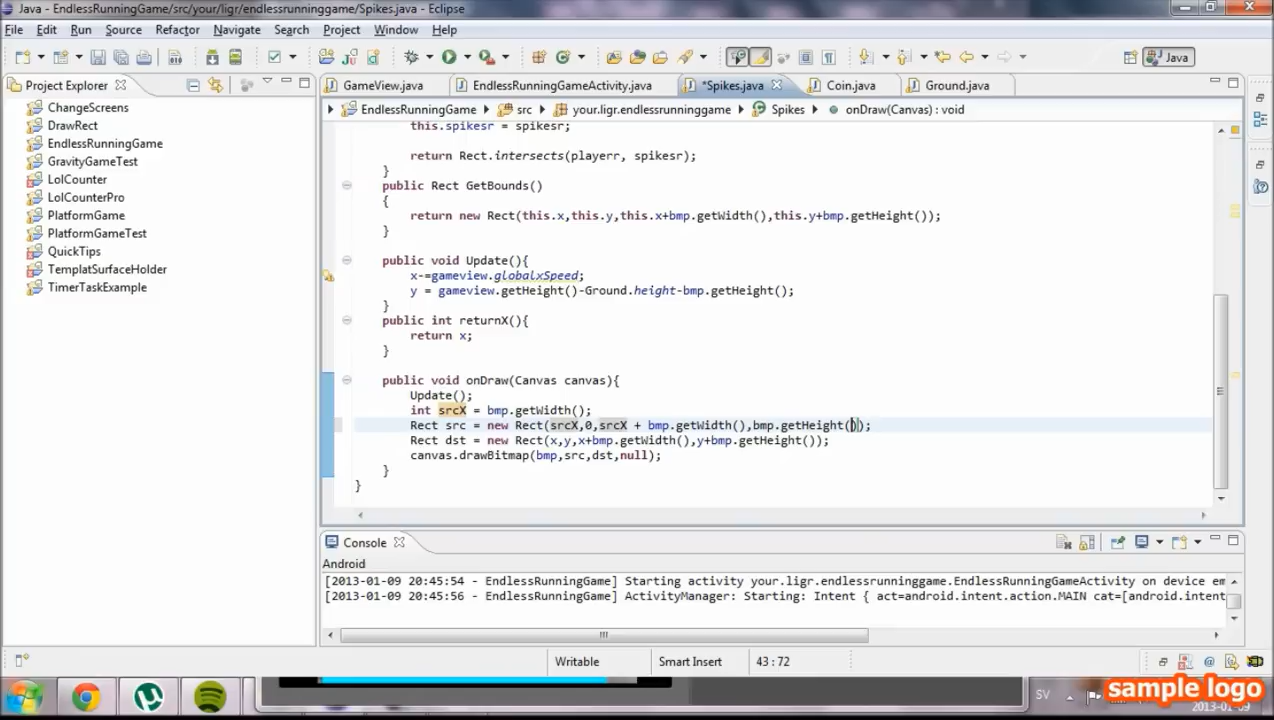 Java - EndlessRunningGame/src/your/ligr/endlessrunninggame/Spikes.java - Eclipse
File Edit Run Source Refactor Navigate Search Project Window Help
Java
Project Explorer
GameView.java EndlessRunningGameActivity.java *Spikes.java Coin.java Ground.java
EndlessRunningGame src your.ligr.endlessrunninggame Spikes onDraw(Canvas) : void
ChangeScreens
DrawRect
EndlessRunningGame
GravityGameTest
LolCounter
LolCounterPro
PlatformGame
PlatformGameTest
QuickTips
TemplatSurfaceHolder
TimerTaskExample
this.spikesr = spikesr;
return Rect.intersects(playerr, spikesr);
}
public Rect GetBounds()
{
return new Rect(this.x,this.y,this.x+bmp.getWidth(),this.y+bmp.getHeight());
}
public void Update(){
x-=gameview.globalxSpeed;
y = gameview.getHeight()-Ground.height-bmp.getHeight();
}
public int returnX(){
return x;
}
public void onDraw(Canvas canvas){
Update();
int srcX = bmp.getWidth();
Rect src = new Rect(srcX,0,srcX + bmp.getWidth(),bmp.getHeight());
Rect dst = new Rect(x,y,x+bmp.getWidth(),y+bmp.getHeight());
canvas.drawBitmap(bmp,src,dst,null);
}
}
Console
Android
[2013-01-09 20:45:54 - EndlessRunningGame] Starting activity your.ligr.endlessrunninggame.EndlessRunningGameActivity on device em
[2013-01-09 20:45:56 - EndlessRunningGame] ActivityManager: Starting: Intent { act=android.intent.action.MAIN cat=[android.intent
Writable Smart Insert 43 : 72
SV
sample logo
2013-01-09